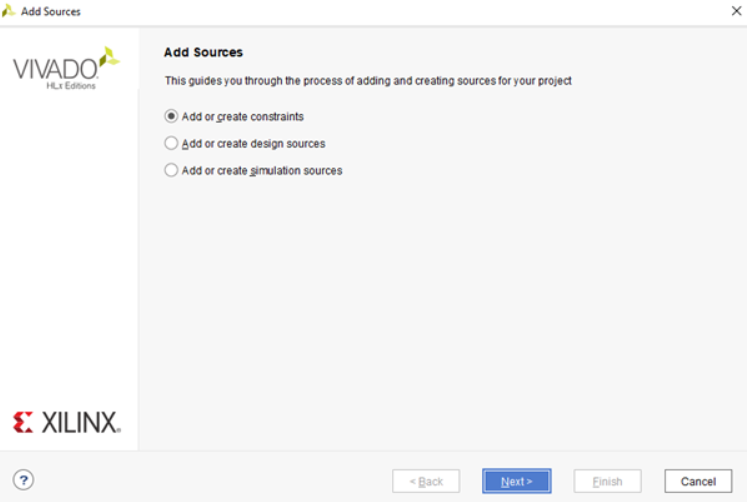 Add Sources
VIVADO
HLx Editions
Add Sources
This guides you through the process of adding and creating sources for your project
Add or create constraints
Add or create design sources
Add or create simulation sources
XILINX
?
< Back
Next >
Finish
Cancel